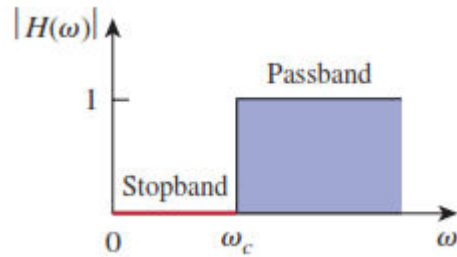 |H(ω)|
Passband
1
Stopband
0
ω_c
ω